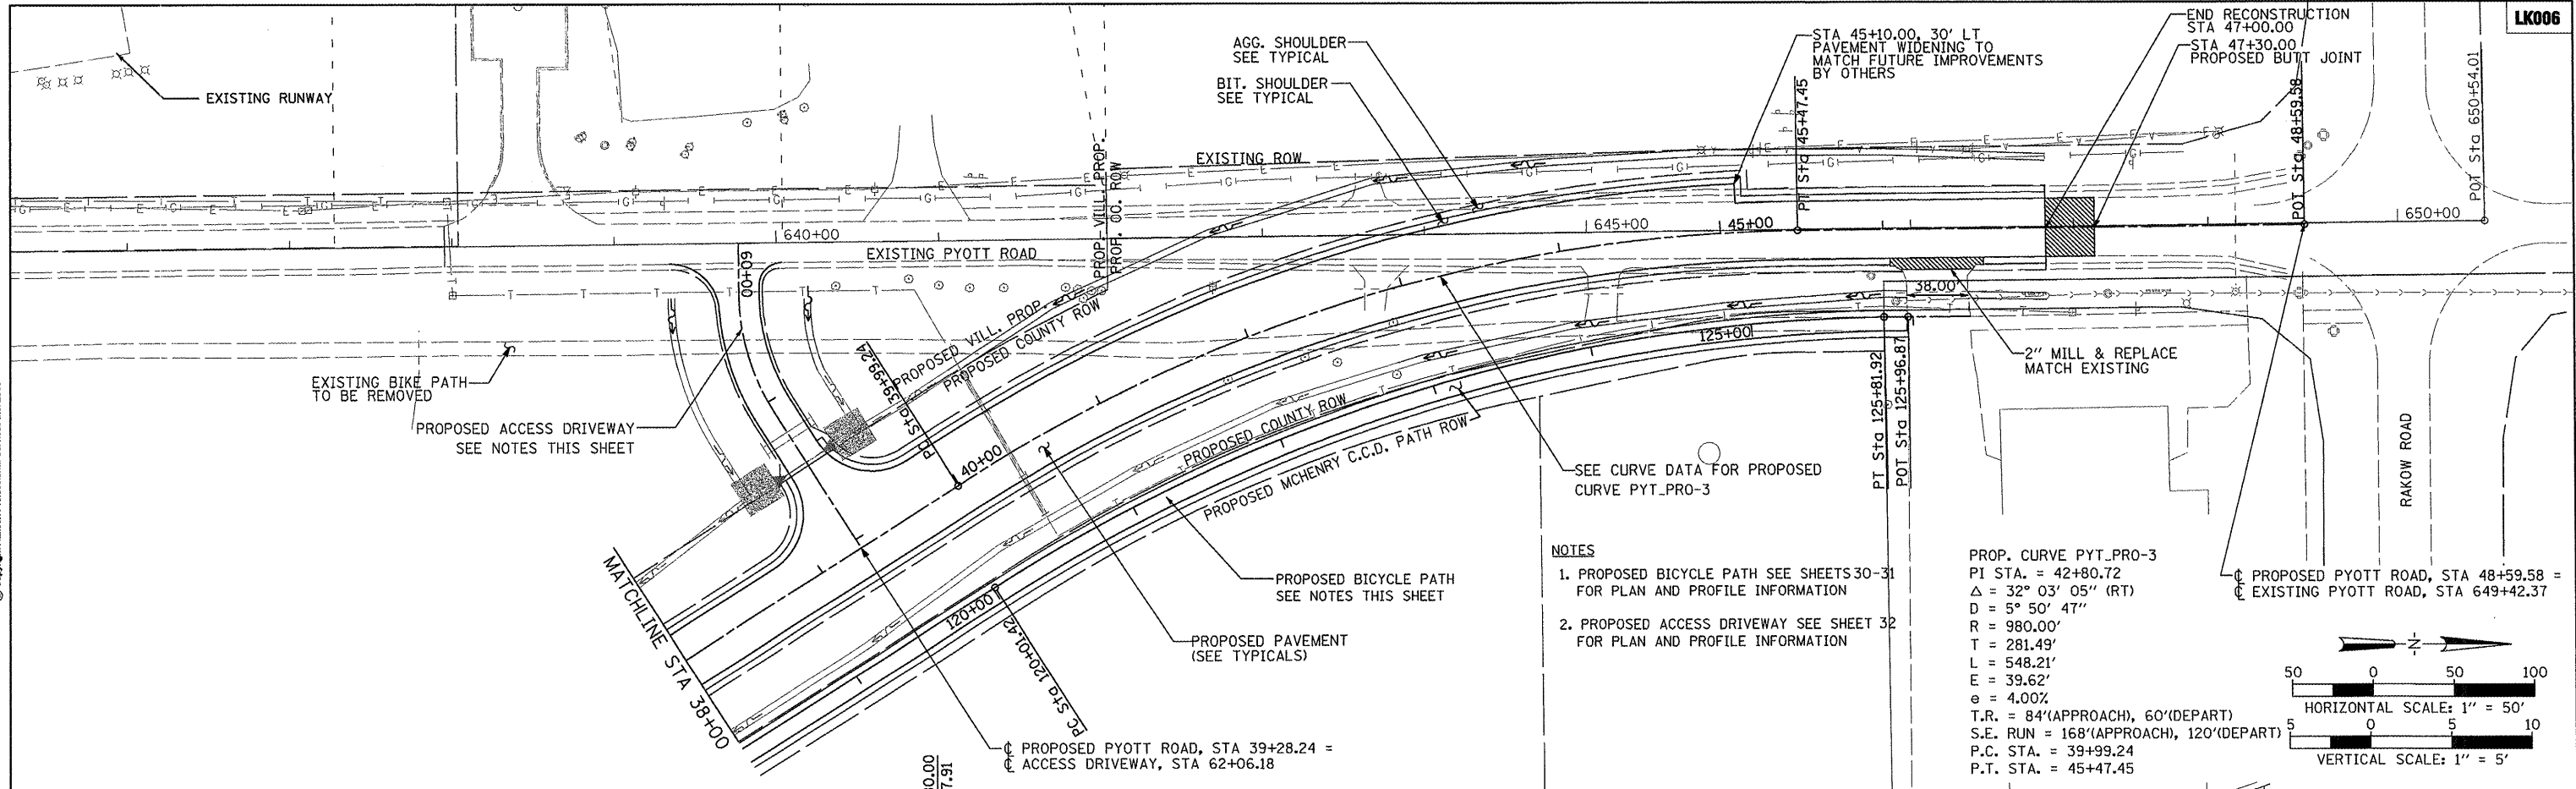 LK006
END RECONSTRUCTION
STA 47+00.00
STA 47+30.00
PROPOSED BUTT JOINT
AGG. SHOULDER
SEE TYPICAL
BIT. SHOULDER
SEE TYPICAL
STA 45+10.00, 30' LT
PAVEMENT WIDENING TO
MATCH FUTURE IMPROVEMENTS
BY OTHERS
PT Sta 45+47.45
POT Sta 48+59.58
POT Sta 650+54.01
EXISTING RUNWAY
EXISTING ROW
PROP. VILL. PROP.
PROP. CO. ROW
640+00
645+00
45+00
650+00
EXISTING PYOTT ROAD
60+00
PROPOSED VILL. PROP.
PROPOSED COUNTY ROW
38.00'
125+00
2" MILL & REPLACE
MATCH EXISTING
EXISTING BIKE PATH
TO BE REMOVED
PROPOSED ACCESS DRIVEWAY
SEE NOTES THIS SHEET
PC Sta 39+99.24
40+00
PROPOSED COUNTY ROW
PROPOSED MCHENRY C.C.D. PATH ROW
PT Sta 125+81.92
POT Sta 125+96.87
RAKOW ROAD
SEE CURVE DATA FOR PROPOSED
CURVE PYT_PRO-3
MATCHLINE STA 38+00
120+00
PC Sta 120+01.42
PROPOSED BICYCLE PATH
SEE NOTES THIS SHEET
PROPOSED PAVEMENT
(SEE TYPICALS)
℄ PROPOSED PYOTT ROAD, STA 39+28.24 =
℄ ACCESS DRIVEWAY, STA 62+06.18
NOTES
1. PROPOSED BICYCLE PATH SEE SHEETS 30-31
FOR PLAN AND PROFILE INFORMATION
2. PROPOSED ACCESS DRIVEWAY SEE SHEET 32
FOR PLAN AND PROFILE INFORMATION
PROP. CURVE PYT_PRO-3
PI STA. = 42+80.72
Δ = 32° 03' 05" (RT)
D = 5° 50' 47"
R = 980.00'
T = 281.49'
L = 548.21'
E = 39.62'
e = 4.00%
T.R. = 84'(APPROACH), 60'(DEPART)
S.E. RUN = 168'(APPROACH), 120'(DEPART)
P.C. STA. = 39+99.24
P.T. STA. = 45+47.45
℄ PROPOSED PYOTT ROAD, STA 48+59.58 =
℄ EXISTING PYOTT ROAD, STA 649+42.37
-N-
50 0 50 100
HORIZONTAL SCALE: 1" = 50'
5 0 5 10
VERTICAL SCALE: 1" = 5'